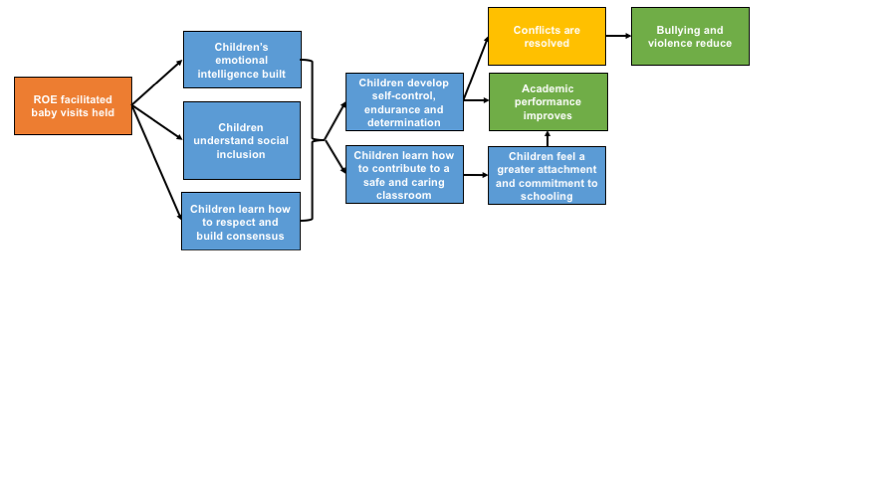 ROE facilitated
baby visits held
Children's
emotional
intelligence built
Children
understand social
inclusion
Children learn how
to respect and
build consensus
Children develop
self-control,
endurance and
determination
Children learn how
to contribute to a
safe and caring
classroom
Conflicts are
resolved
Academic
performance
improves
Children feel a
greater attachment
and commitment to
schooling
Bullying and
violence reduce